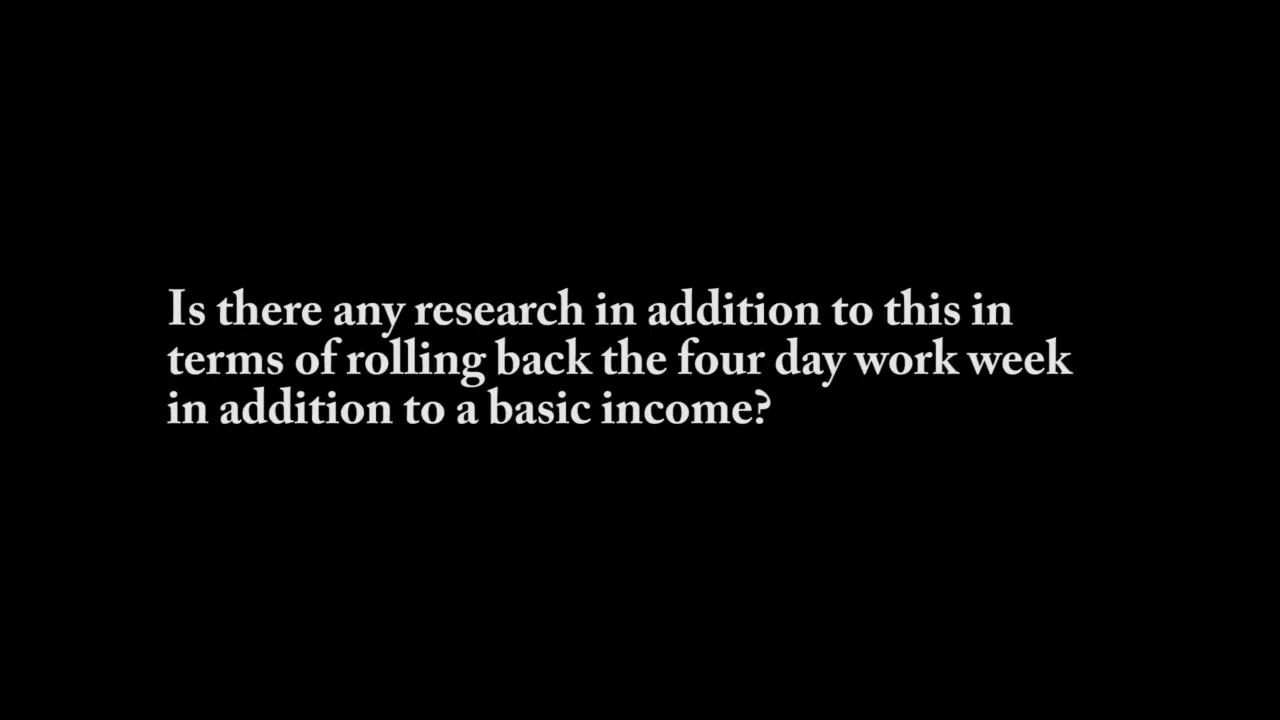 Is there any research in addition to this in
terms of rolling back the four day work week
in addition to a basic income?